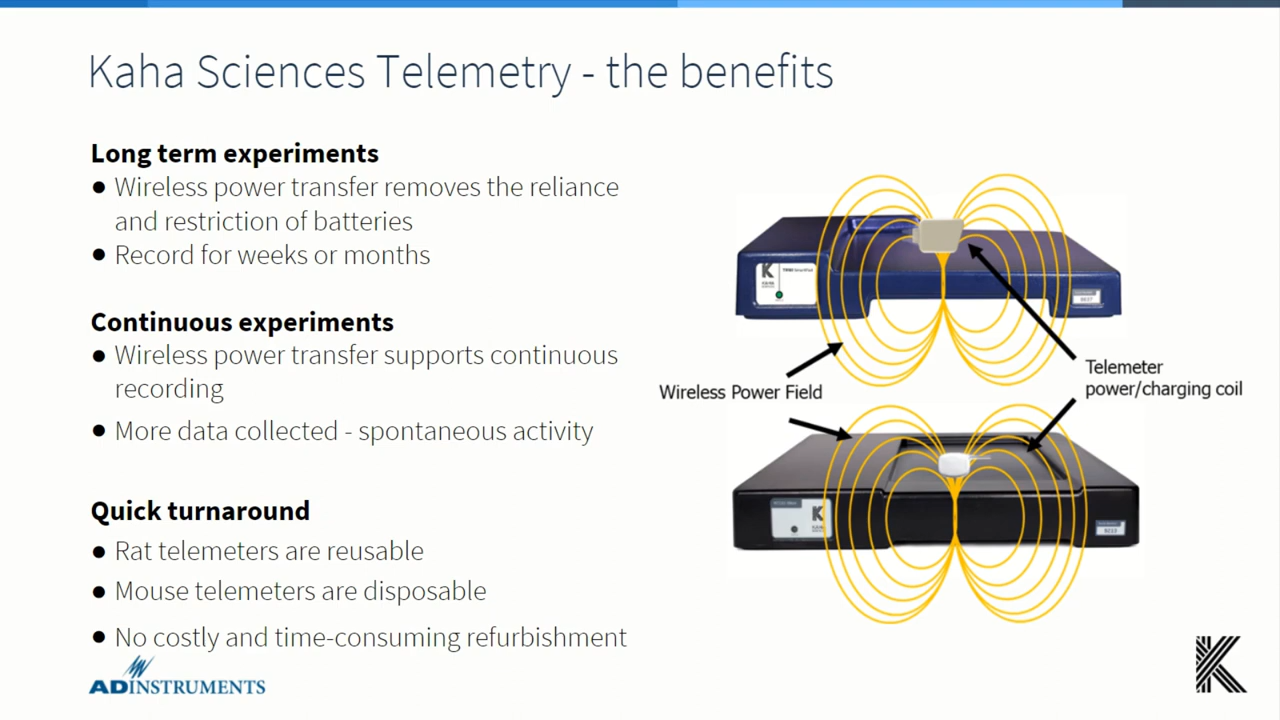 Kaha Sciences Telemetry - the benefits
Long term experiments
● Wireless power transfer removes the reliance
and restriction of batteries
● Record for weeks or months
Continuous experiments
● Wireless power transfer supports continuous
recording
● More data collected - spontaneous activity
Quick turnaround
● Rat telemeters are reusable
● Mouse telemeters are disposable
● No costly and time-consuming refurbishment
Wireless Power Field
Telemeter
power/charging coil
K
K
ADINSTRUMENTS
K